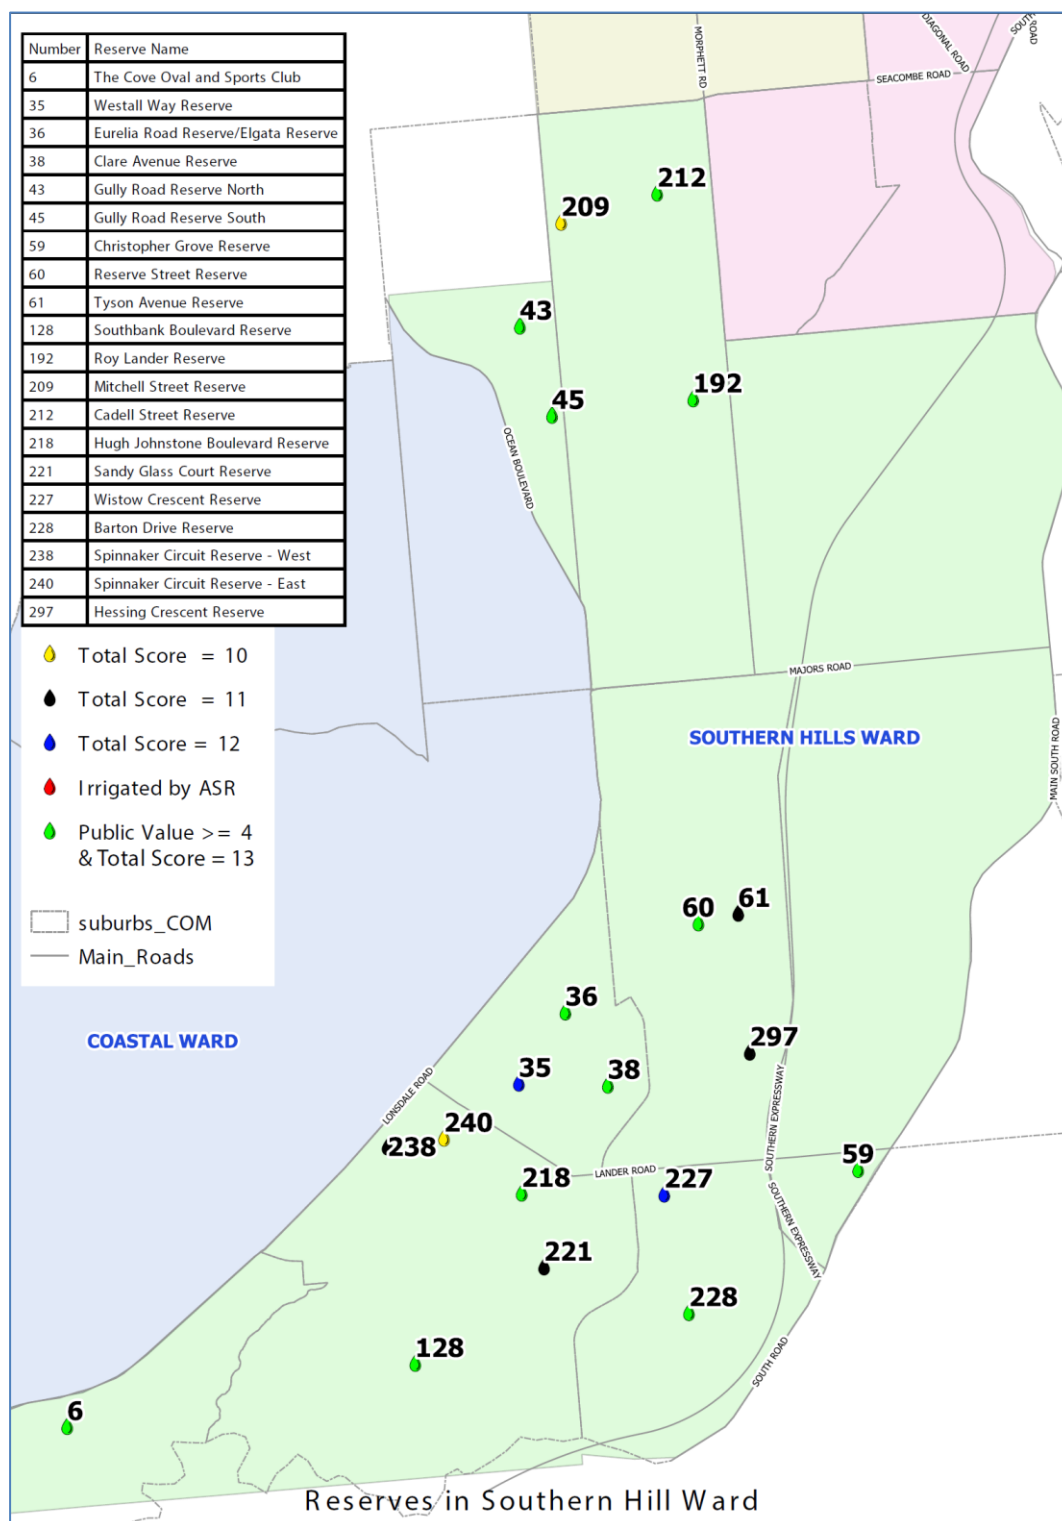 Number Reserve Name
6 The Cove Oval and Sports Club
35 Westall Way Reserve
36 Eurelia Road Reserve/Elgata Reserve
38 Clare Avenue Reserve
43 Gully Road Reserve North
45 Gully Road Reserve South
59 Christopher Grove Reserve
60 Reserve Street Reserve
61 Tyson Avenue Reserve
128 Southbank Boulevard Reserve
192 Roy Lander Reserve
209 Mitchell Street Reserve
212 Cadell Street Reserve
218 Hugh Johnstone Boulevard Reserve
221 Sandy Glass Court Reserve
227 Wistow Crescent Reserve
228 Barton Drive Reserve
238 Spinnaker Circuit Reserve - West
240 Spinnaker Circuit Reserve - East
297 Hessing Crescent Reserve
Total Score = 10
Total Score = 11
Total Score = 12
Irrigated by ASR
Public Value >= 4
& Total Score = 13
suburbs_COM
Main_Roads
MORPHETT RD
DIAGONAL ROAD
SOUTH
ROAD
SEACOMBE ROAD
212
209
43
192
45
OCEAN BOULEVARD
MAJORS ROAD
SOUTHERN HILLS WARD
MAIN SOUTH ROAD
61
60
36
297
COASTAL WARD
35
38
LONSDALE ROAD
SOUTHERN EXPRESSWAY
240
238
59
LANDER ROAD
218
227
SOUTHERN EXPRESSWAY
221
228
128
SOUTH ROAD
6
Reserves in Southern Hill Ward